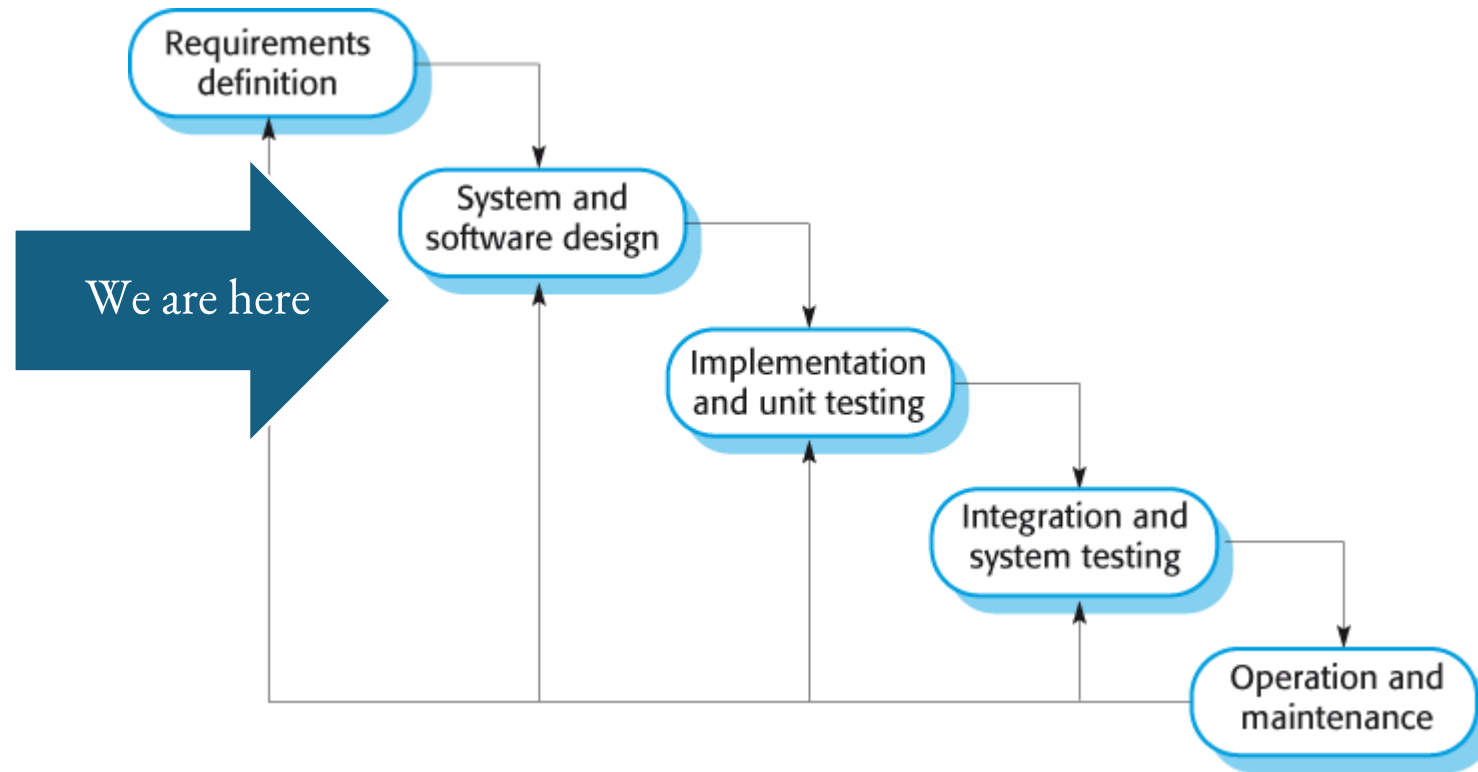 Requirements
definition
System and
software design
We are here
Implementation
and unit testing
Integration and
system testing
Operation and
maintenance